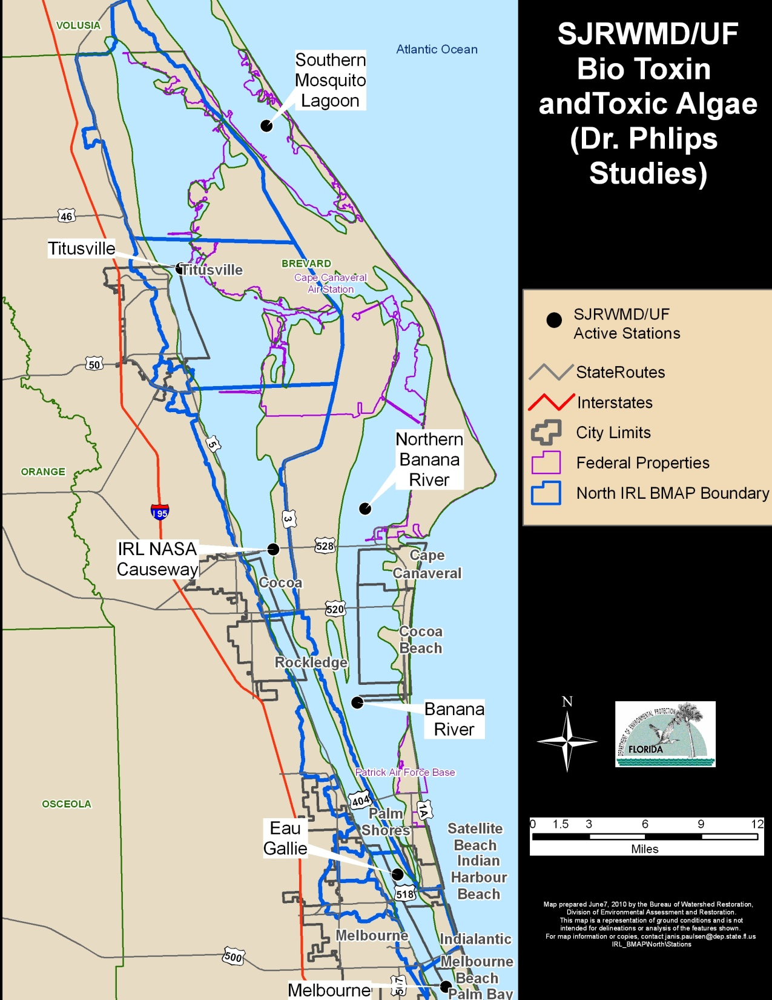 SJRWMD/UF
Bio Toxin
andToxic Algae
(Dr. Phlips
Studies)
VOLUSIA
Atlantic Ocean
Southern
Mosquito
Lagoon
46
Titusville
Titusville
BREVARD
Cape Canaveral
Air Station
50
5
ORANGE
Northern
Banana
River
I 95
3
IRL NASA
Causeway
528
Cape
Canaveral
Cocoa
520
Cocoa
Beach
Rockledge
Banana
River
Patrick Air Force Base
OSCEOLA
404
1A
Palm
Shores
Eau
Gallie
Satellite
Beach
Indian
Harbour
Beach
518
Melbourne
Indialantic
500
Melbourne
Beach
507
Melbourne
Palm Bay
SJRWMD/UF
Active Stations
StateRoutes
Interstates
City Limits
Federal Properties
North IRL BMAP Boundary
N
DEPARTMENT OF ENVIRONMENTAL PROTECTION
FLORIDA
0 1.5 3 6 9 12
Miles
Map prepared June7, 2010 by the Bureau of Watershed Restoration,
Division of Environmental Assessment and Restoration.
This map is a representation of ground conditions and is not
intended for delineations or analysis of the features shown.
For map information or copies, contact janis.paulsen@dep.state.fl.us
IRL_BMAP\North\Stations